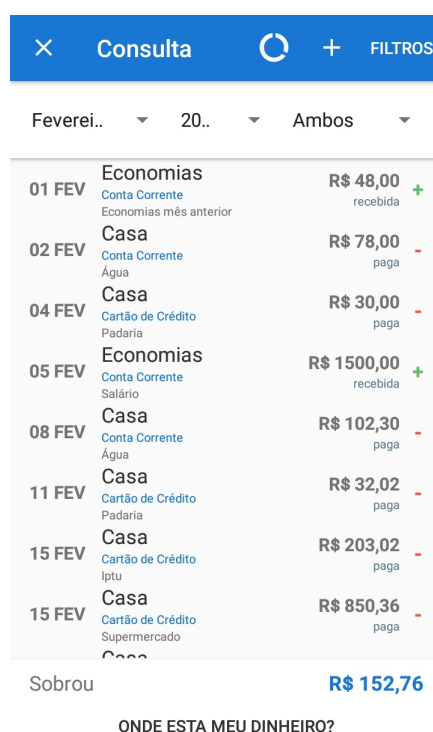 Consulta + FILTROS
Feverei.. 20.. Ambos
Economias
01 FEV Conta Corrente R$ 48,00 +
Economias mês anterior recebida
Casa
02 FEV Conta Corrente R$ 78,00 -
Água paga
Casa
04 FEV Cartão de Crédito R$ 30,00 -
Padaria paga
Economias
05 FEV Conta Corrente R$ 1500,00 +
Salário recebida
Casa
08 FEV Conta Corrente R$ 102,30 -
Água paga
Casa
11 FEV Cartão de Crédito R$ 32,02 -
Padaria paga
Casa
15 FEV Cartão de Crédito R$ 203,02 -
Iptu paga
Casa
15 FEV Cartão de Crédito R$ 850,36 -
Supermercado paga
Sobrou R$ 152,76
ONDE ESTA MEU DINHEIRO?